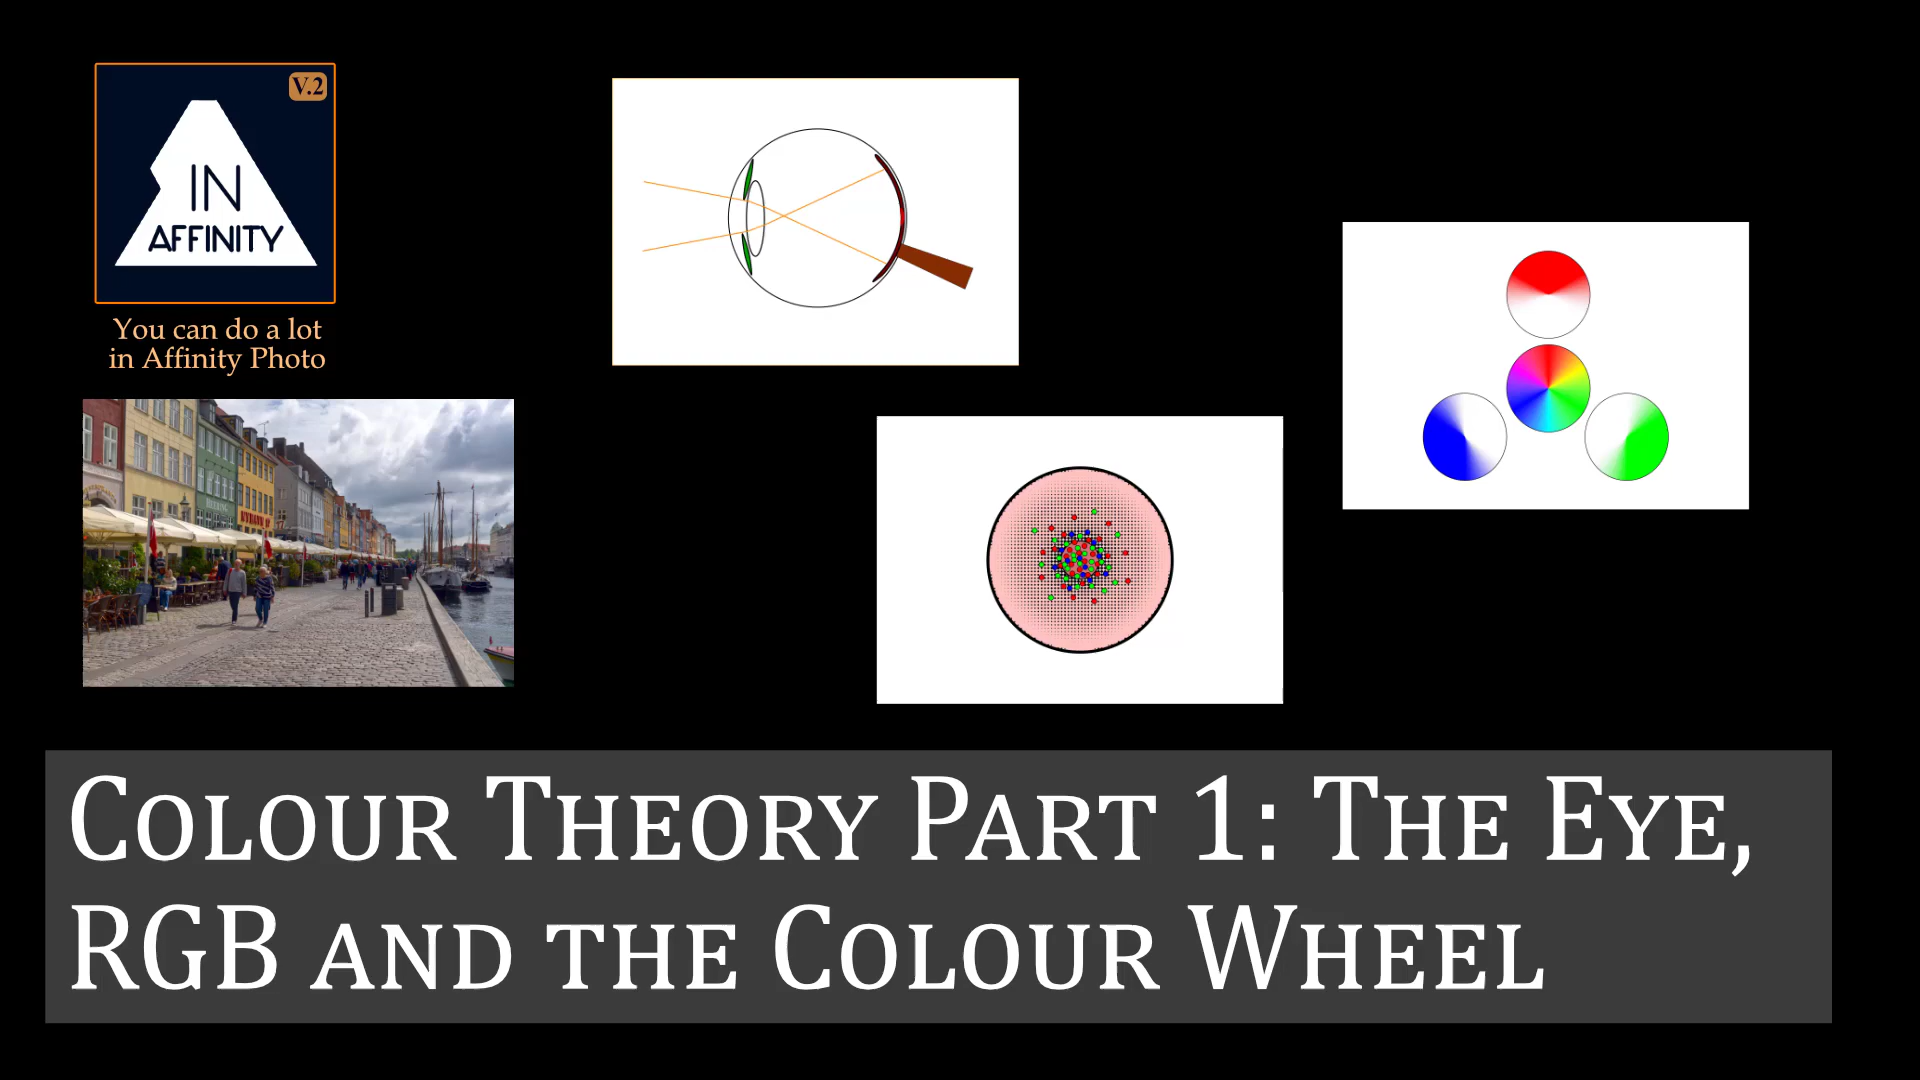 V.2
IN
AFFINITY
You can do a lot
in Affinity Photo
Colour Theory Part 1: The Eye,
RGB and the Colour Wheel